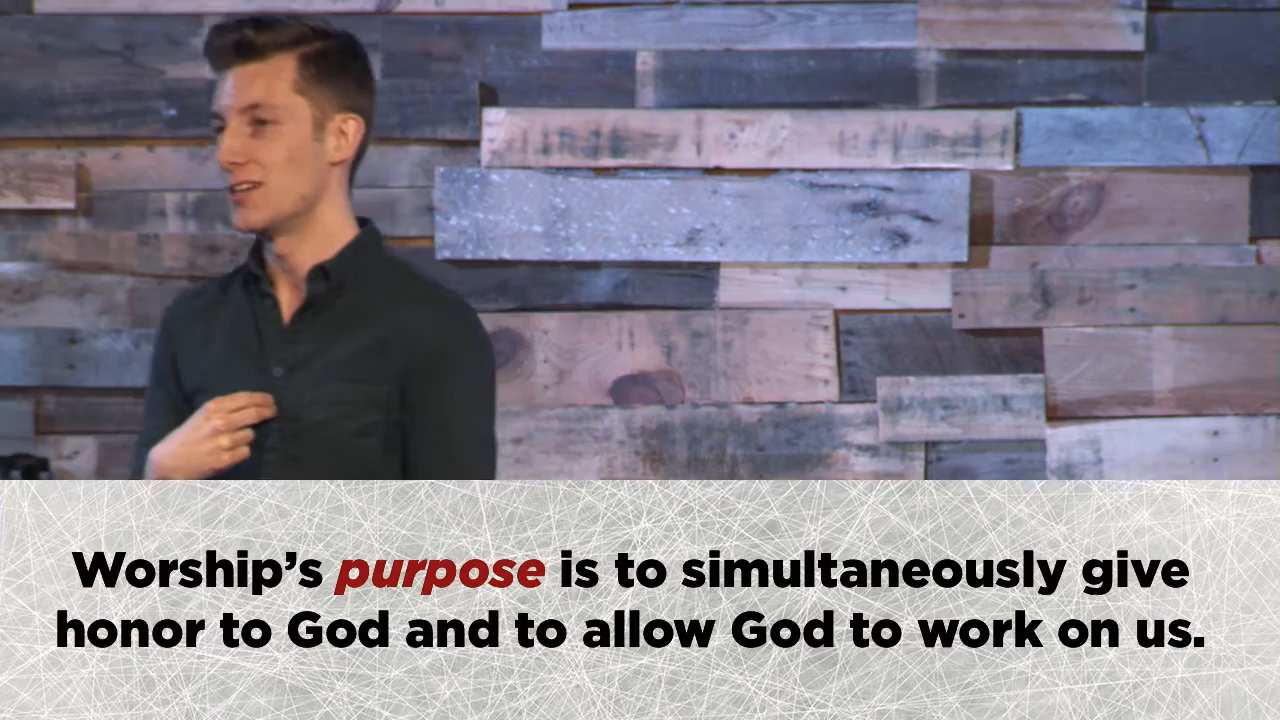 Worship’s purpose is to simultaneously give
honor to God and to allow God to work on us.